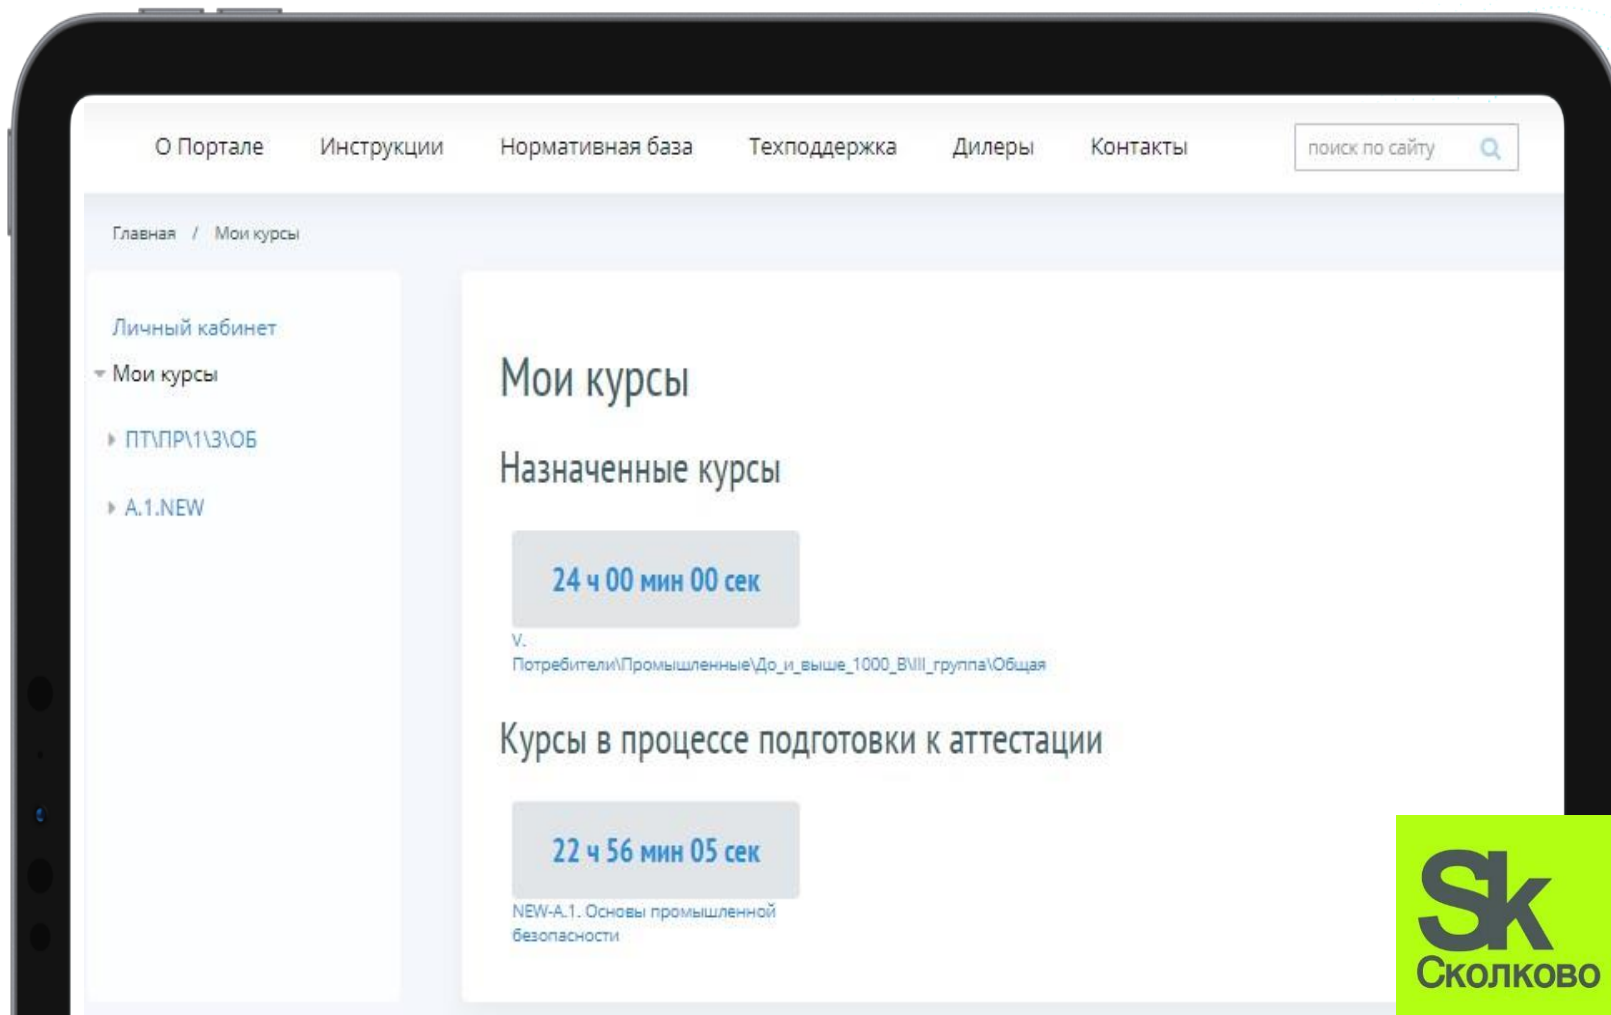 О Портале Инструкции Нормативная база Техподдержка Дилеры Контакты поиск по сайту
Главная / Мои курсы
Личный кабинет
Мои курсы
ПТ\ПР\1\3\ОБ
А.1.NEW
Мои курсы
Назначенные курсы
24 ч 00 мин 00 сек
V.
Потребители\Промышленные\До_и_выше_1000_В\III_группа\Общая
Курсы в процессе подготовки к аттестации
22 ч 56 мин 05 сек
NEW-А.1. Основы промышленной
безопасности
Sk
Сколково